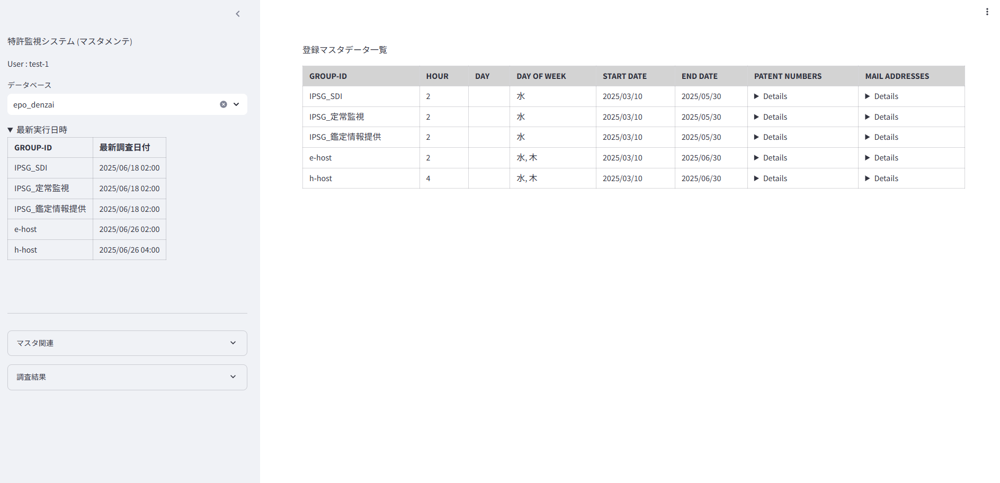 特許監視システム (マスタメンテ)
User : test-1
データベース
epo_denzai
▼ 最新実行日時
GROUP-ID 最新調査日付
IPSG_SDI 2025/06/18 02:00
IPSG_定常監視 2025/06/18 02:00
IPSG_鑑定情報提供 2025/06/18 02:00
e-host 2025/06/26 02:00
h-host 2025/06/26 04:00
マスタ関連
調査結果
登録マスタデータ一覧
GROUP-ID HOUR DAY DAY OF WEEK START DATE END DATE PATENT NUMBERS MAIL ADDRESSES
IPSG_SDI 2 水 2025/03/10 2025/05/30 ▶ Details ▶ Details
IPSG_定常監視 2 水 2025/03/10 2025/05/30 ▶ Details ▶ Details
IPSG_鑑定情報提供 2 水 2025/03/10 2025/05/30 ▶ Details ▶ Details
e-host 2 水, 木 2025/03/10 2025/06/30 ▶ Details ▶ Details
h-host 4 水, 木 2025/03/10 2025/06/30 ▶ Details ▶ Details